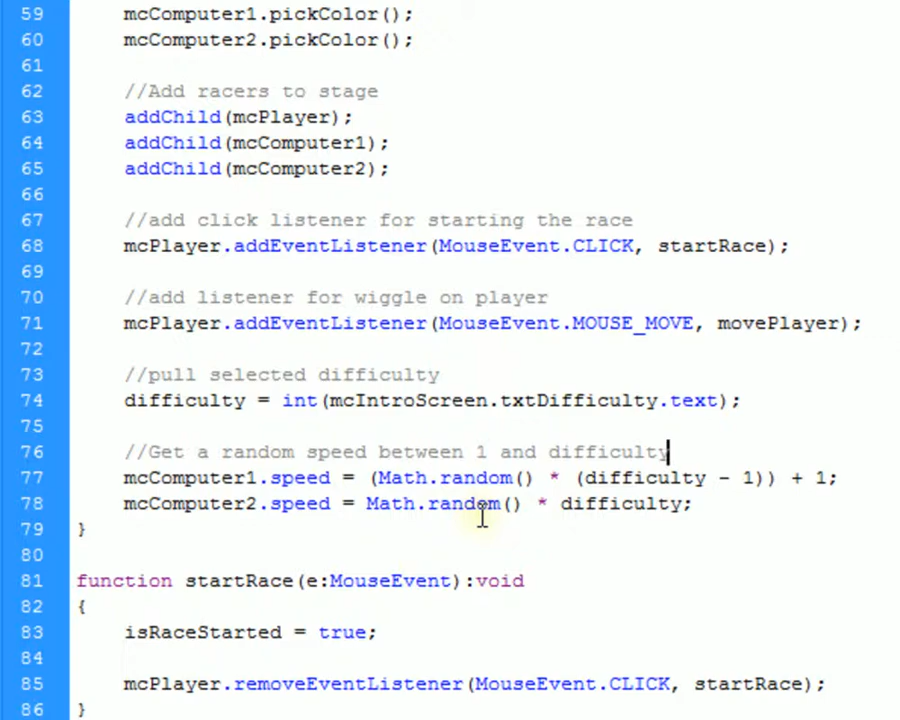 59 mcComputer1.pickColor();
60 mcComputer2.pickColor();
61
62 //Add racers to stage
63 addChild(mcPlayer);
64 addChild(mcComputer1);
65 addChild(mcComputer2);
66
67 //add click listener for starting the race
68 mcPlayer.addEventListener(MouseEvent.CLICK, startRace);
69
70 //add listener for wiggle on player
71 mcPlayer.addEventListener(MouseEvent.MOUSE_MOVE, movePlayer);
72
73 //pull selected difficulty
74 difficulty = int(mcIntroScreen.txtDifficulty.text);
75
76 //Get a random speed between 1 and difficulty
77 mcComputer1.speed = (Math.random() * (difficulty - 1)) + 1;
78 mcComputer2.speed = Math.random() * difficulty;
79 }
80
81 function startRace(e:MouseEvent):void
82 {
83 isRaceStarted = true;
84
85 mcPlayer.removeEventListener(MouseEvent.CLICK, startRace);
86 }